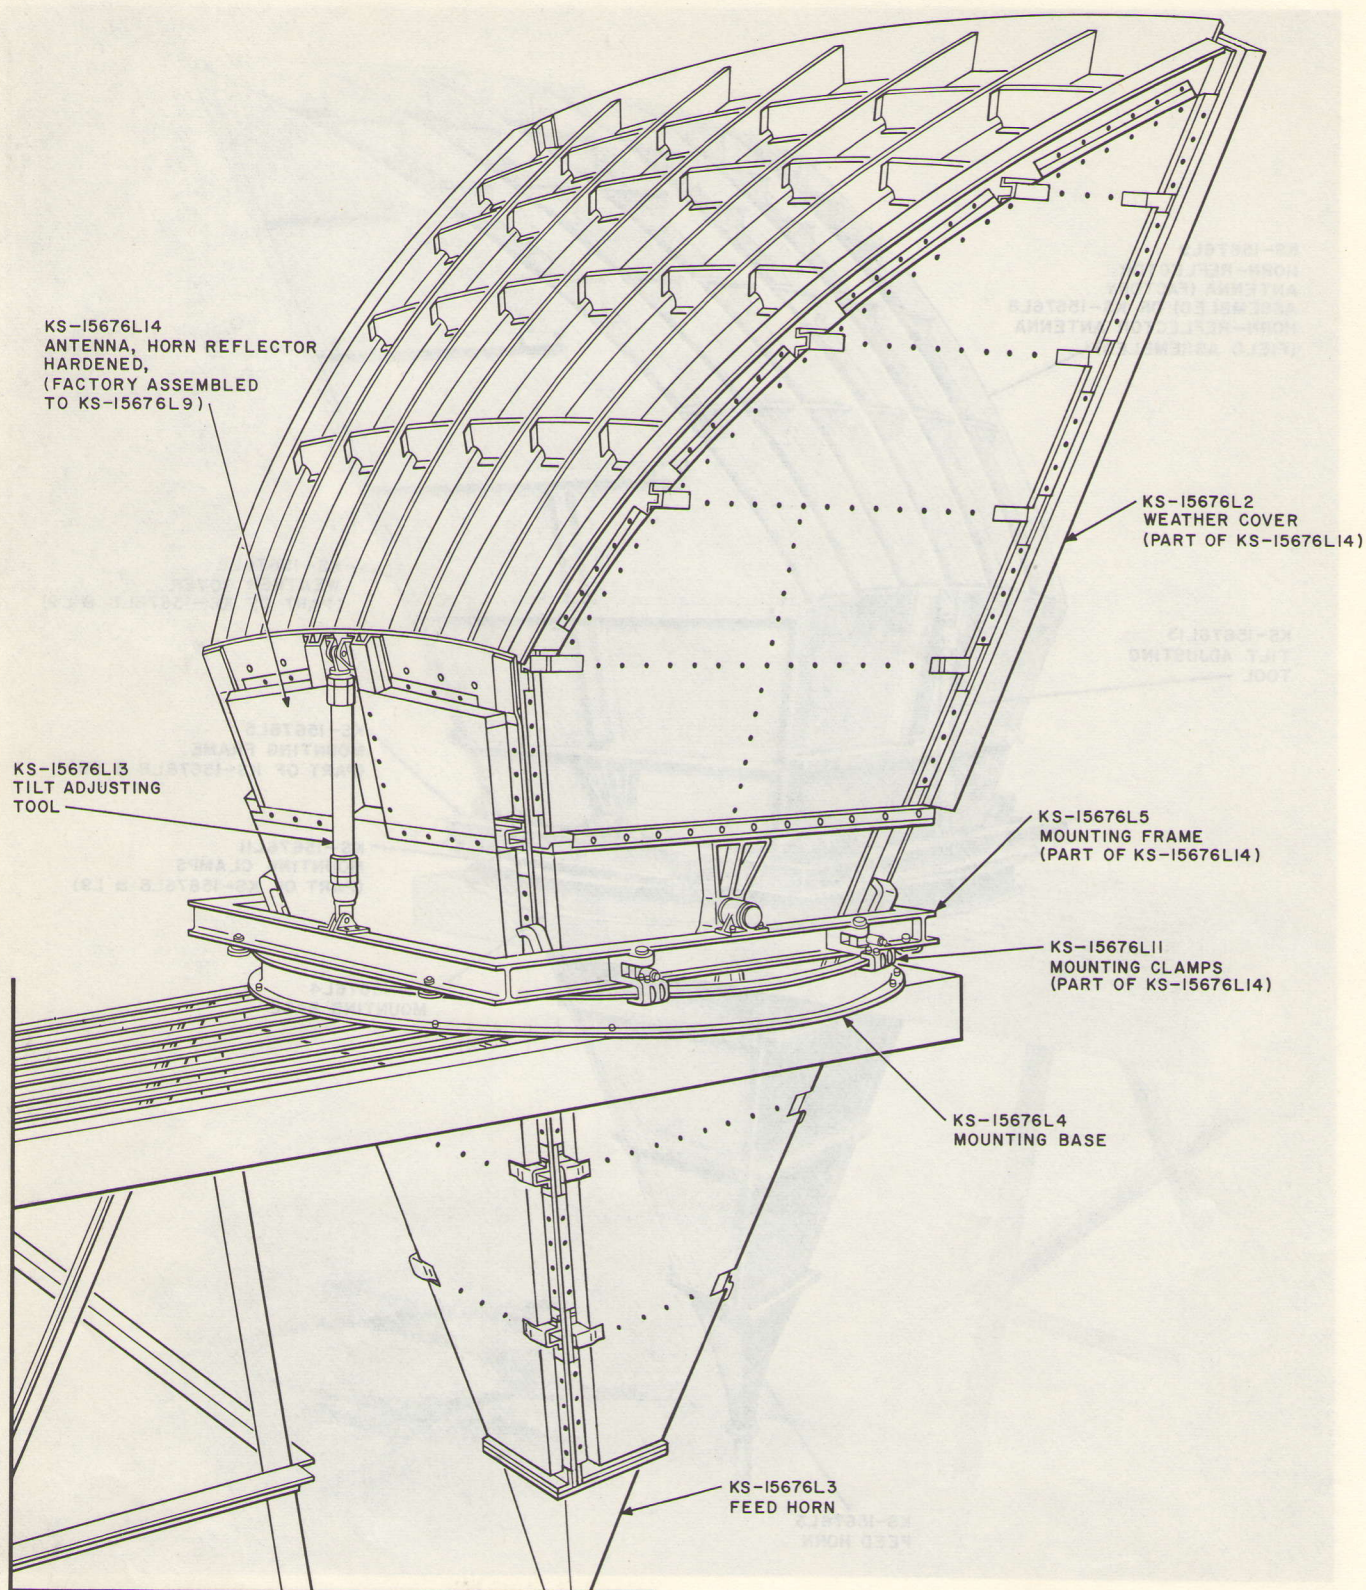 KS-15676L14
ANTENNA, HORN REFLECTOR
HARDENED,
(FACTORY ASSEMBLED
TO KS-15676L9)
KS-15676L2
WEATHER COVER
(PART OF KS-15676L14)
KS-15676L13
TILT ADJUSTING
TOOL
KS-15676L5
MOUNTING FRAME
(PART OF KS-15676L14)
KS-15676L11
MOUNTING CLAMPS
(PART OF KS-15676L14)
KS-15676L4
MOUNTING BASE
KS-15676L3
FEED HORN